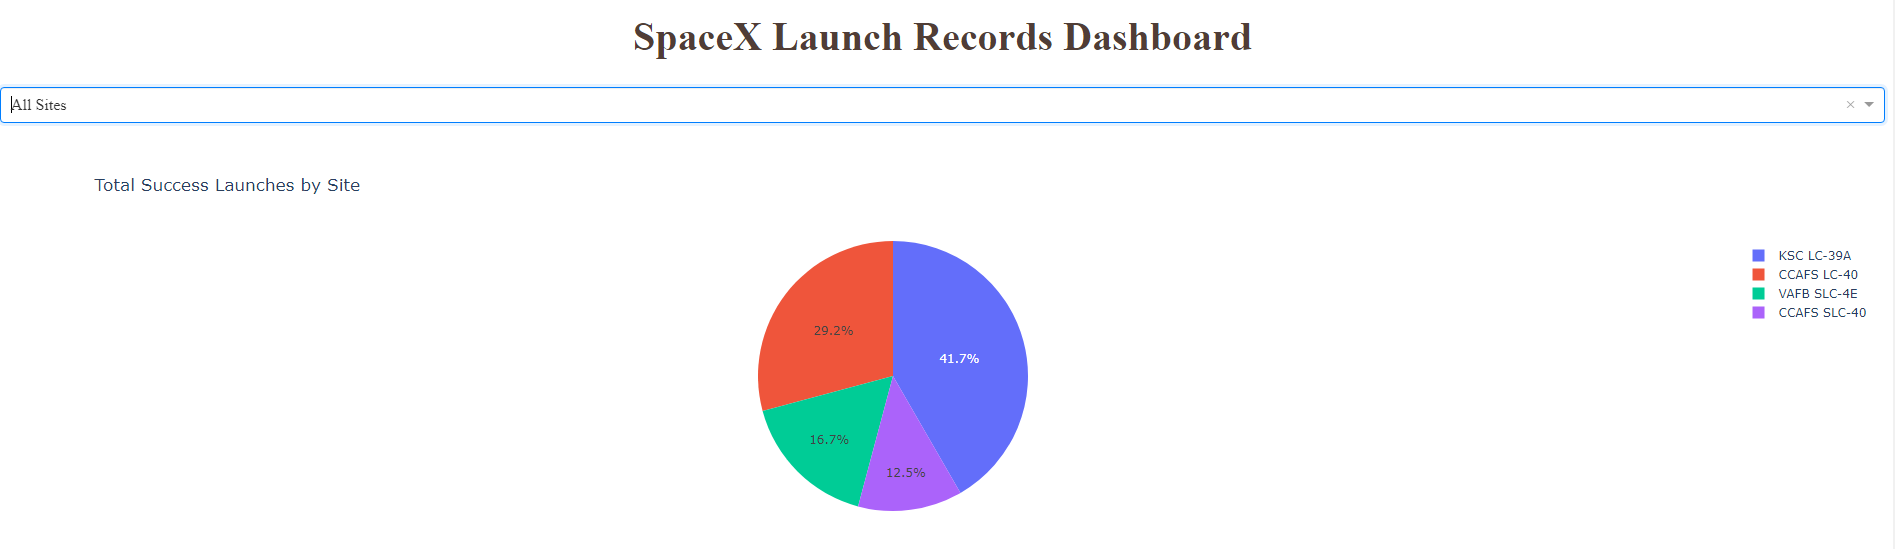 SpaceX Launch Records Dashboard
All Sites
Total Success Launches by Site
KSC LC-39A
CCAFS LC-40
VAFB SLC-4E
CCAFS SLC-40
29.2%
41.7%
16.7%
12.5%